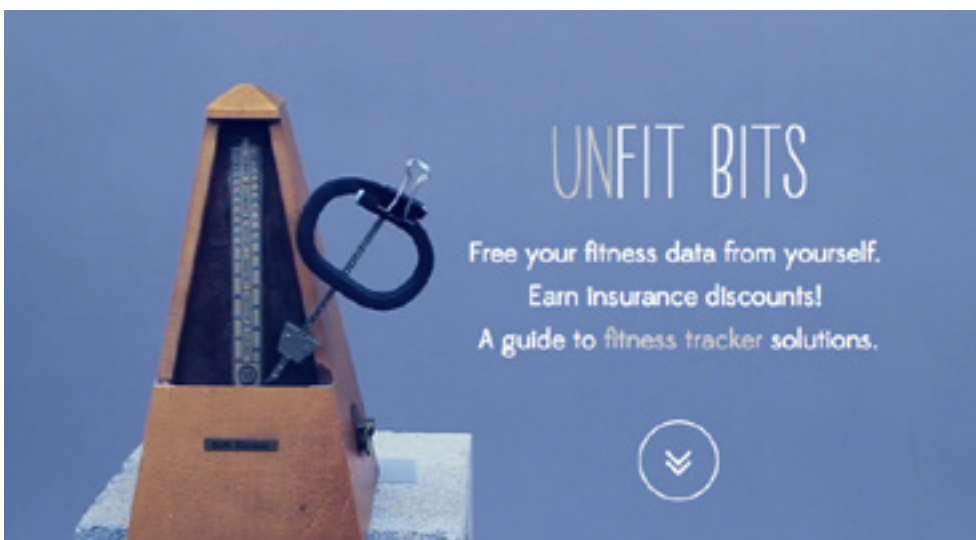 UNFIT BITS
Free your fitness data from yourself.
Earn insurance discounts!
A guide to fitness tracker solutions.